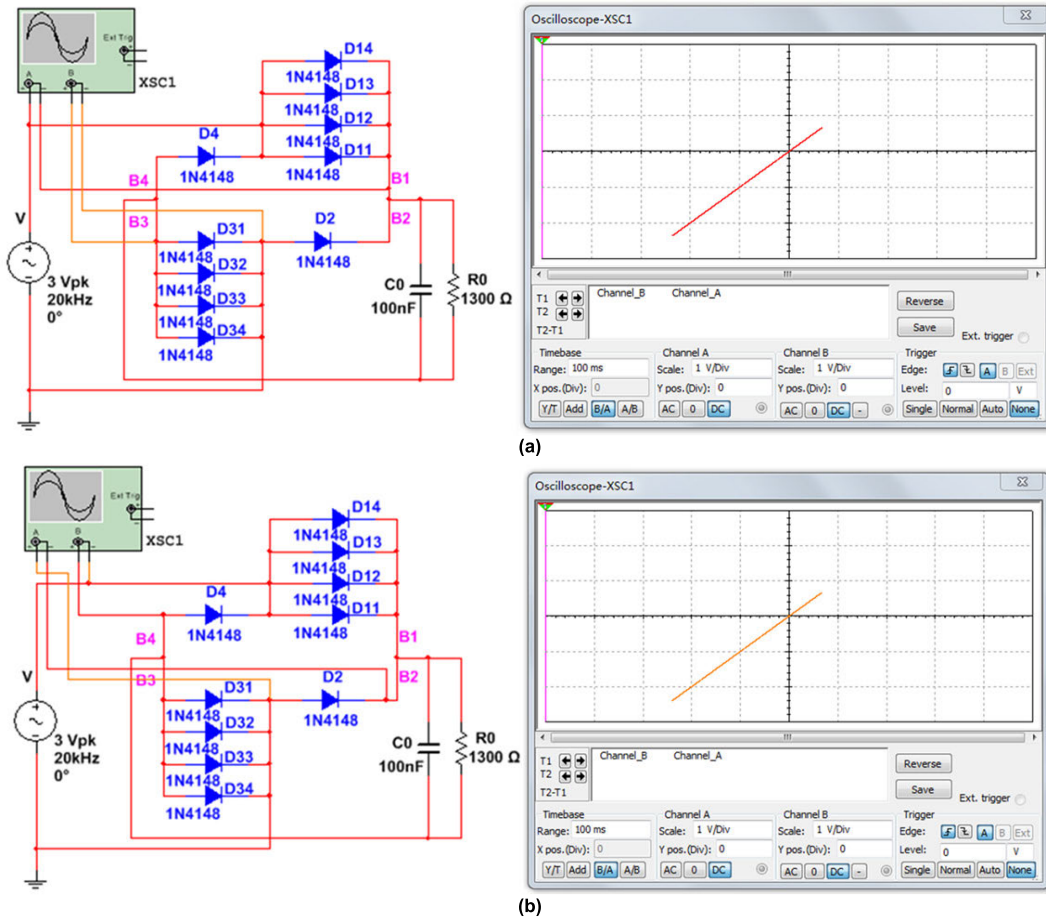 Ext Trig
A
B
XSC1
D14
1N4148
D13
1N4148
D12
1N4148
D11
1N4148
D4
1N4148
B4
B1
B3
B2
V
D31
1N4148
D32
1N4148
D33
1N4148
D34
1N4148
D2
1N4148
3 Vpk
20kHz
0°
C0
100nF
R0
1300 Ω
Oscilloscope-XSC1
T1
T2
T2-T1
Channel_B Channel_A
Reverse
Save
Ext. trigger
Timebase
Range: 100 ms
X pos.(Div): 0
Y/T Add B/A A/B
Channel A
Scale: 1 V/Div
Y pos.(Div): 0
AC 0 DC
Channel B
Scale: 1 V/Div
Y pos.(Div): 0
AC 0 DC -
Trigger
Edge: A B Ext
Level: 0 V
Single Normal Auto None
(a)
Ext Trig
A
B
XSC1
D14
1N4148
D13
1N4148
D12
1N4148
D11
1N4148
D4
1N4148
B4
B1
B3
B2
V
D31
1N4148
D32
1N4148
D33
1N4148
D34
1N4148
D2
1N4148
3 Vpk
20kHz
0°
C0
100nF
R0
1300 Ω
Oscilloscope-XSC1
T1
T2
T2-T1
Channel_B Channel_A
Reverse
Save
Ext. trigger
Timebase
Range: 100 ms
X pos.(Div): 0
Y/T Add B/A A/B
Channel A
Scale: 1 V/Div
Y pos.(Div): 0
AC 0 DC
Channel B
Scale: 1 V/Div
Y pos.(Div): 0
AC 0 DC -
Trigger
Edge: A B Ext
Level: 0 V
Single Normal Auto None
(b)